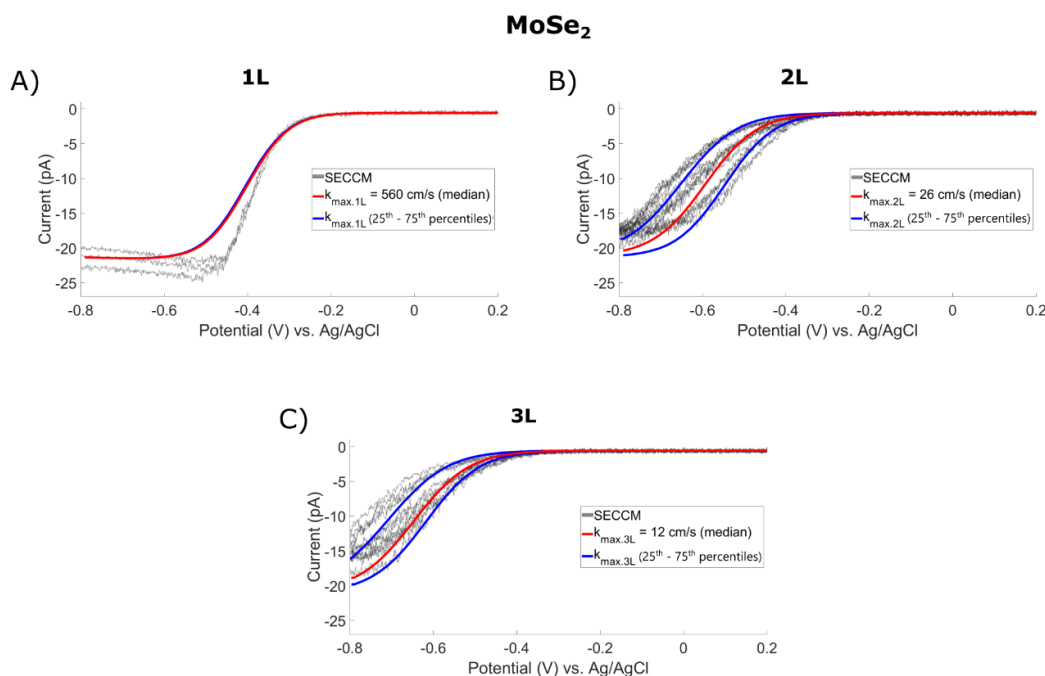 MoSe2
A)
1L
0
-5
-10
-15
-20
-25
Current (pA)
SECCM
kmax.1L = 560 cm/s (median)
kmax.1L (25th - 75th percentiles)
-0.8 -0.6 -0.4 -0.2 0 0.2
Potential (V) vs. Ag/AgCl
B)
2L
0
-5
-10
-15
-20
-25
Current (pA)
SECCM
kmax.2L = 26 cm/s (median)
kmax.2L (25th - 75th percentiles)
-0.8 -0.6 -0.4 -0.2 0 0.2
Potential (V) vs. Ag/AgCl
C)
3L
0
-5
-10
-15
-20
-25
Current (pA)
SECCM
kmax.3L = 12 cm/s (median)
kmax.3L (25th - 75th percentiles)
-0.8 -0.6 -0.4 -0.2 0 0.2
Potential (V) vs. Ag/AgCl